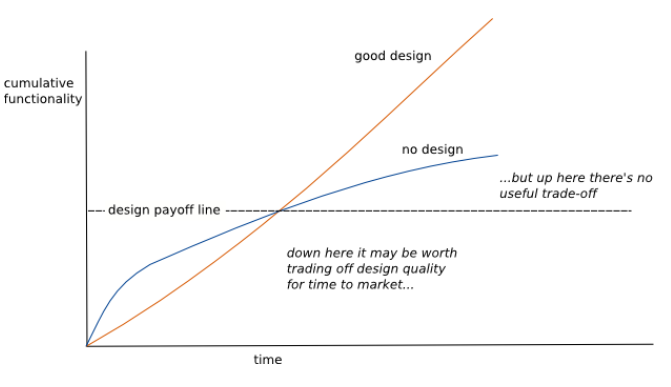 good design
cumulative
functionality
no design
...but up here there's no
useful trade-off
design payoff line
down here it may be worth
trading off design quality
for time to market...
time